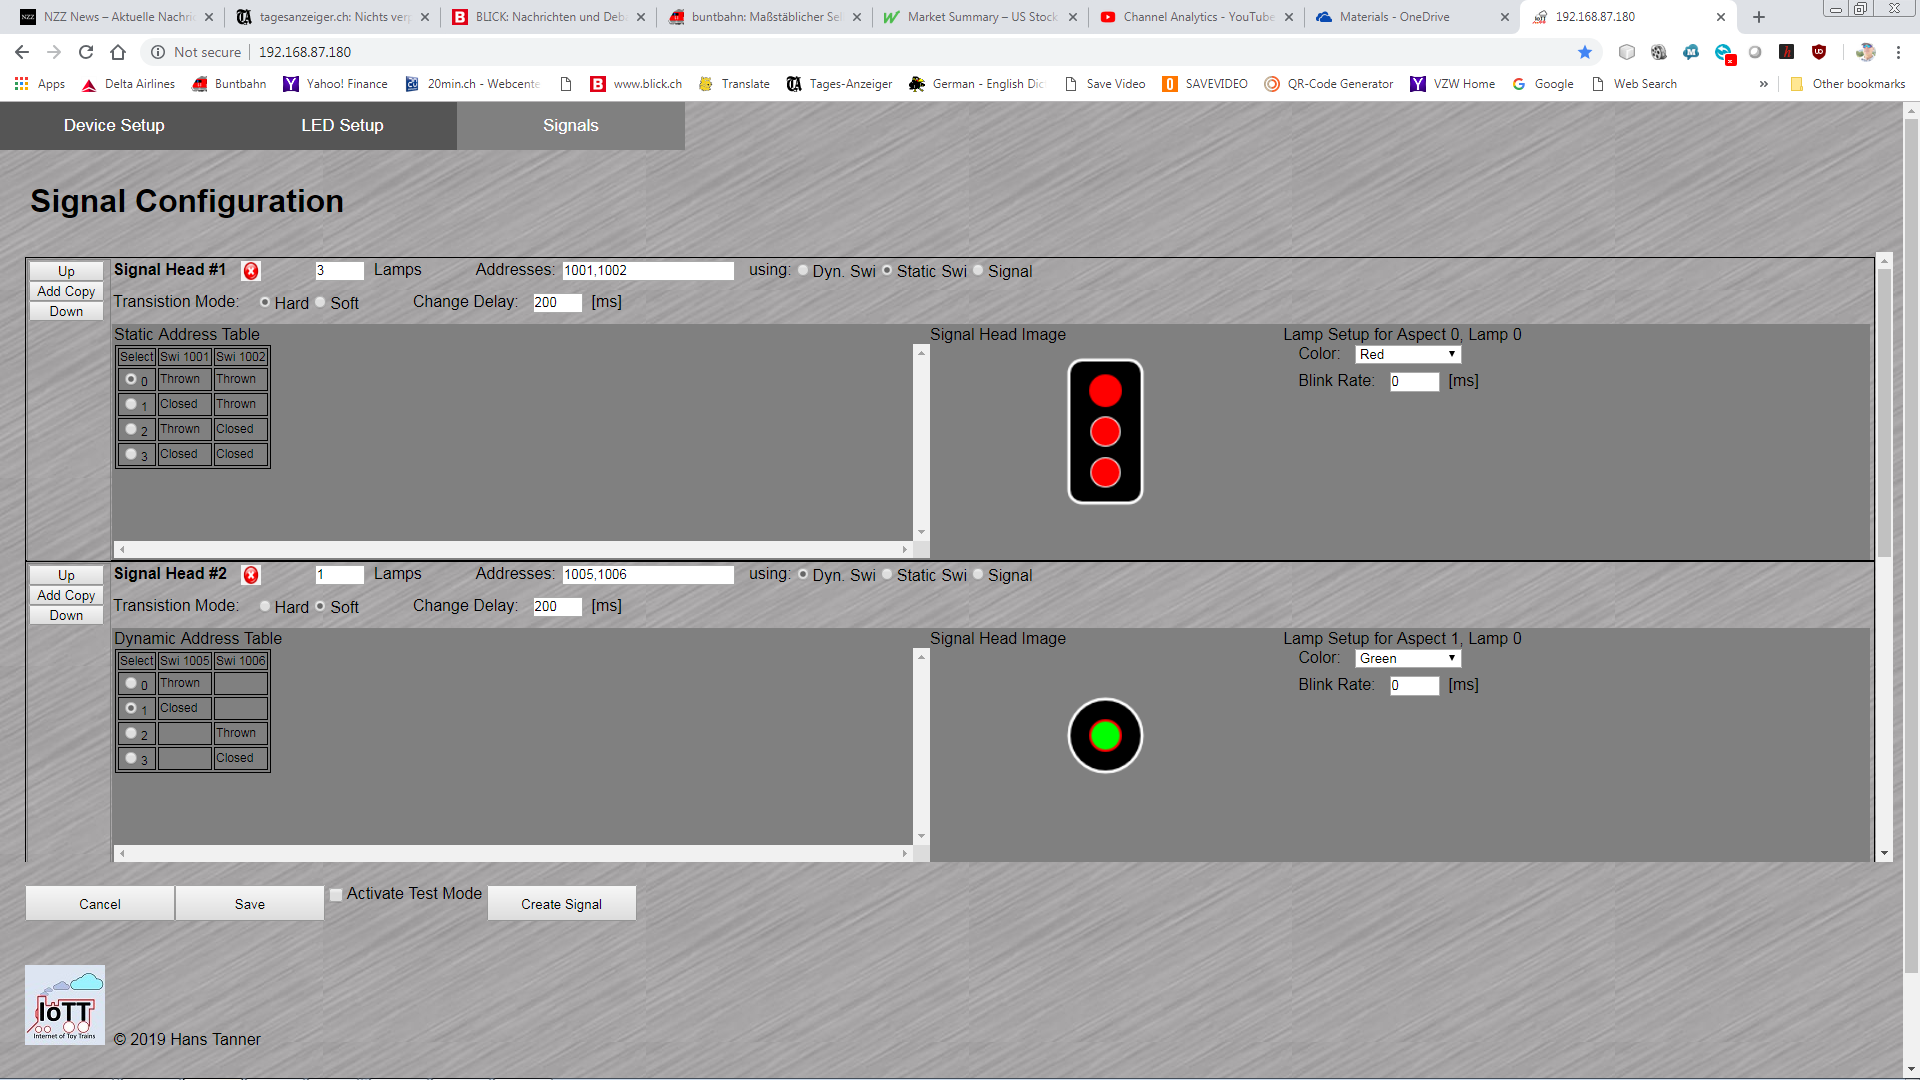 NZZ News – Aktuelle Nachri
tagesanzeiger.ch: Nichts ver
BLICK: Nachrichten und Deb
buntbahn: Maßstäblicher Sel
Market Summary – US Stock
Channel Analytics - YouTube
Materials - OneDrive
192.168.87.180
Not secure
192.168.87.180
Apps
Delta Airlines
Buntbahn
Yahoo! Finance
20min.ch - Webcente
www.blick.ch
Translate
Tages-Anzeiger
German - English Dic
Save Video
SAVEVIDEO
QR-Code Generator
VZW Home
Google
Web Search
»
Other bookmarks
Device Setup
LED Setup
Signals
Signal Configuration
Up
Add Copy
Down
Signal Head #1 3 Lamps Addresses: 1001,1002 using: Dyn. Swi Static Swi Signal
Transistion Mode: Hard Soft Change Delay: 200 [ms]
Static Address Table
Select Swi 1001 Swi 1002
0 Thrown Thrown
1 Closed Thrown
2 Thrown Closed
3 Closed Closed
Signal Head Image
Lamp Setup for Aspect 0, Lamp 0
Color: Red
Blink Rate: 0 [ms]
Up
Add Copy
Down
Signal Head #2 1 Lamps Addresses: 1005,1006 using: Dyn. Swi Static Swi Signal
Transistion Mode: Hard Soft Change Delay: 200 [ms]
Dynamic Address Table
Select Swi 1005 Swi 1006
0 Thrown
1 Closed
2 Thrown
3 Closed
Signal Head Image
Lamp Setup for Aspect 1, Lamp 0
Color: Green
Blink Rate: 0 [ms]
Cancel
Save
Activate Test Mode
Create Signal
IoTT
Internet of Toy Trains
© 2019 Hans Tanner